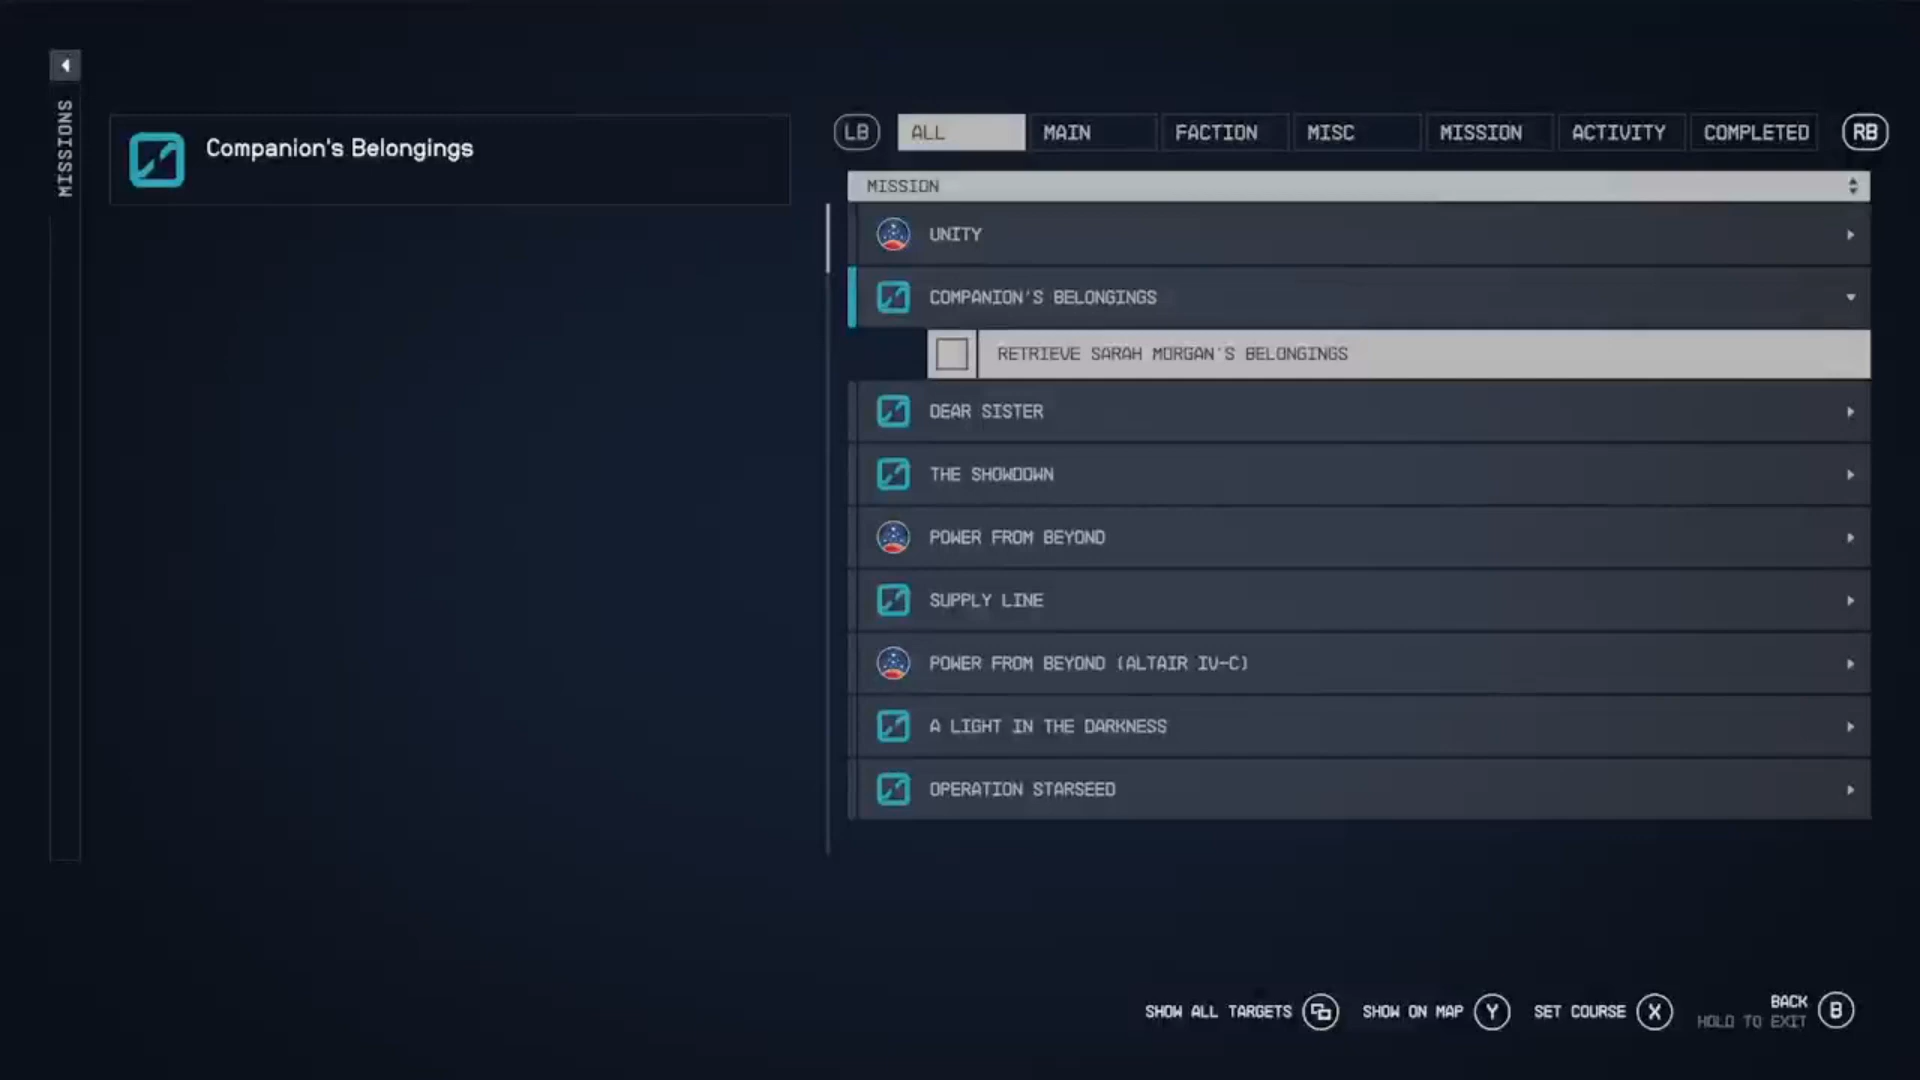 MISSIONS
Companion's Belongings
LB ALL MAIN FACTION MISC MISSION ACTIVITY COMPLETED RB
MISSION
UNITY
COMPANION'S BELONGINGS
RETRIEVE SARAH MORGAN'S BELONGINGS
DEAR SISTER
THE SHOWDOWN
POWER FROM BEYOND
SUPPLY LINE
POWER FROM BEYOND (ALTAIR IV-C)
A LIGHT IN THE DARKNESS
OPERATION STARSEED
SHOW ALL TARGETS SHOW ON MAP Y SET COURSE X BACK B
HOLD TO EXIT